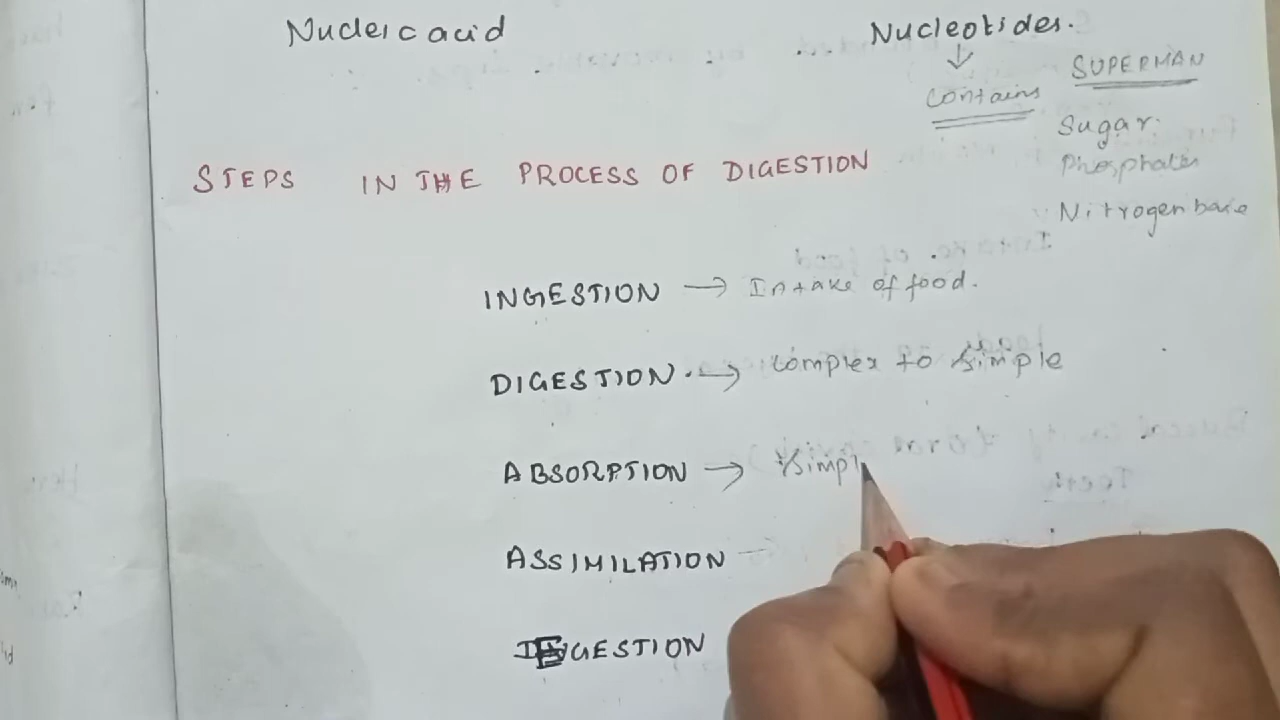 Nucleic acid Nucleotides.
↓ SUPERMAN
Contains
Sugar.
Phosphate
STEPS IN THE PROCESS OF DIGESTION
Nitrogen base
INGESTION → Intake of food.
DIGESTION. → Complex to simple
ABSORPTION → simpl
ASSIMILATION
GESTION